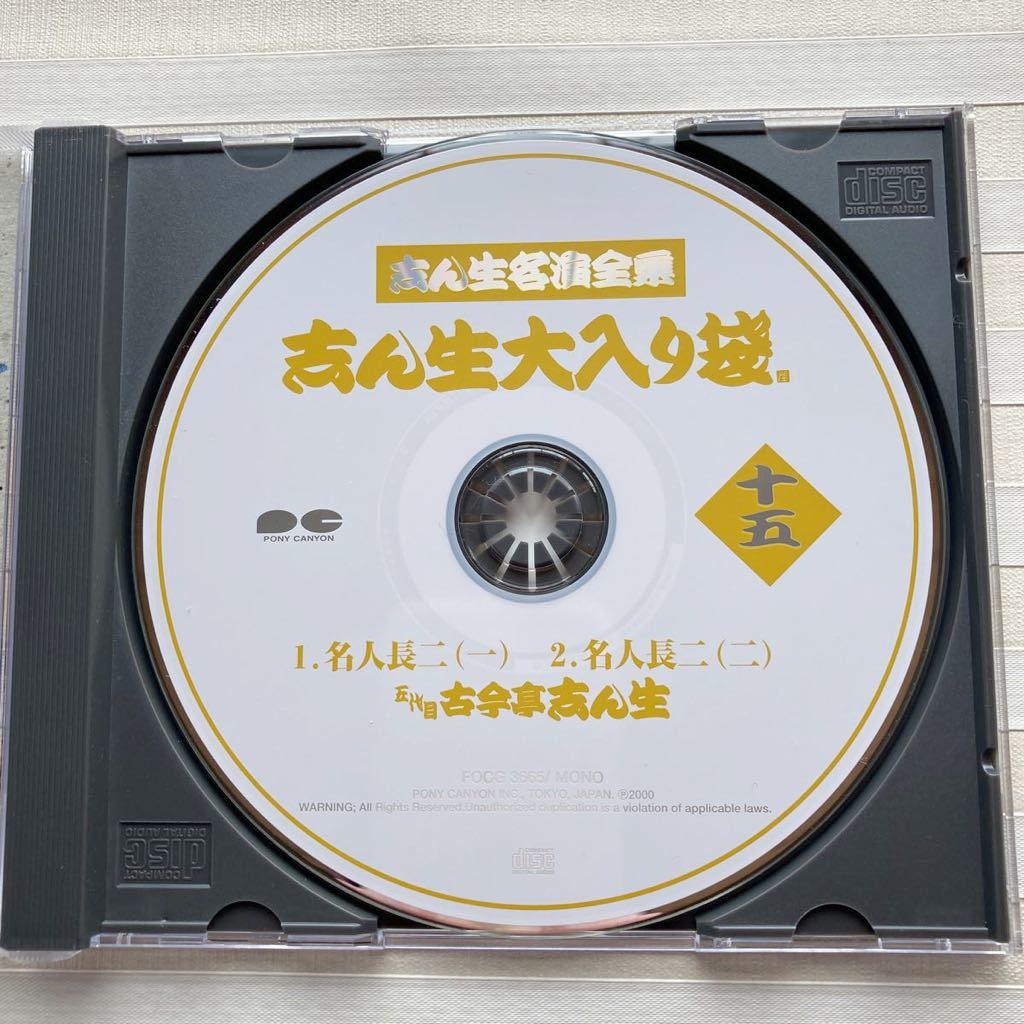 COMPACT
disc
DIGITAL AUDIO
志ん生名演全集
志ん生大入り袋
十五
PONY CANYON
1. 名人長二(一) 2. 名人長二(二)
五代目 古今亭志ん生
FOCG 3665/ MONO
PONY CANYON INC., TOKYO, JAPAN. ℗2000
WARNING; All Rights Reserved.Unauthorized duplication is a violation of applicable laws.
COMPACT
disc
DIGITAL AUDIO
COMPACT
disc
DIGITAL AUDIO